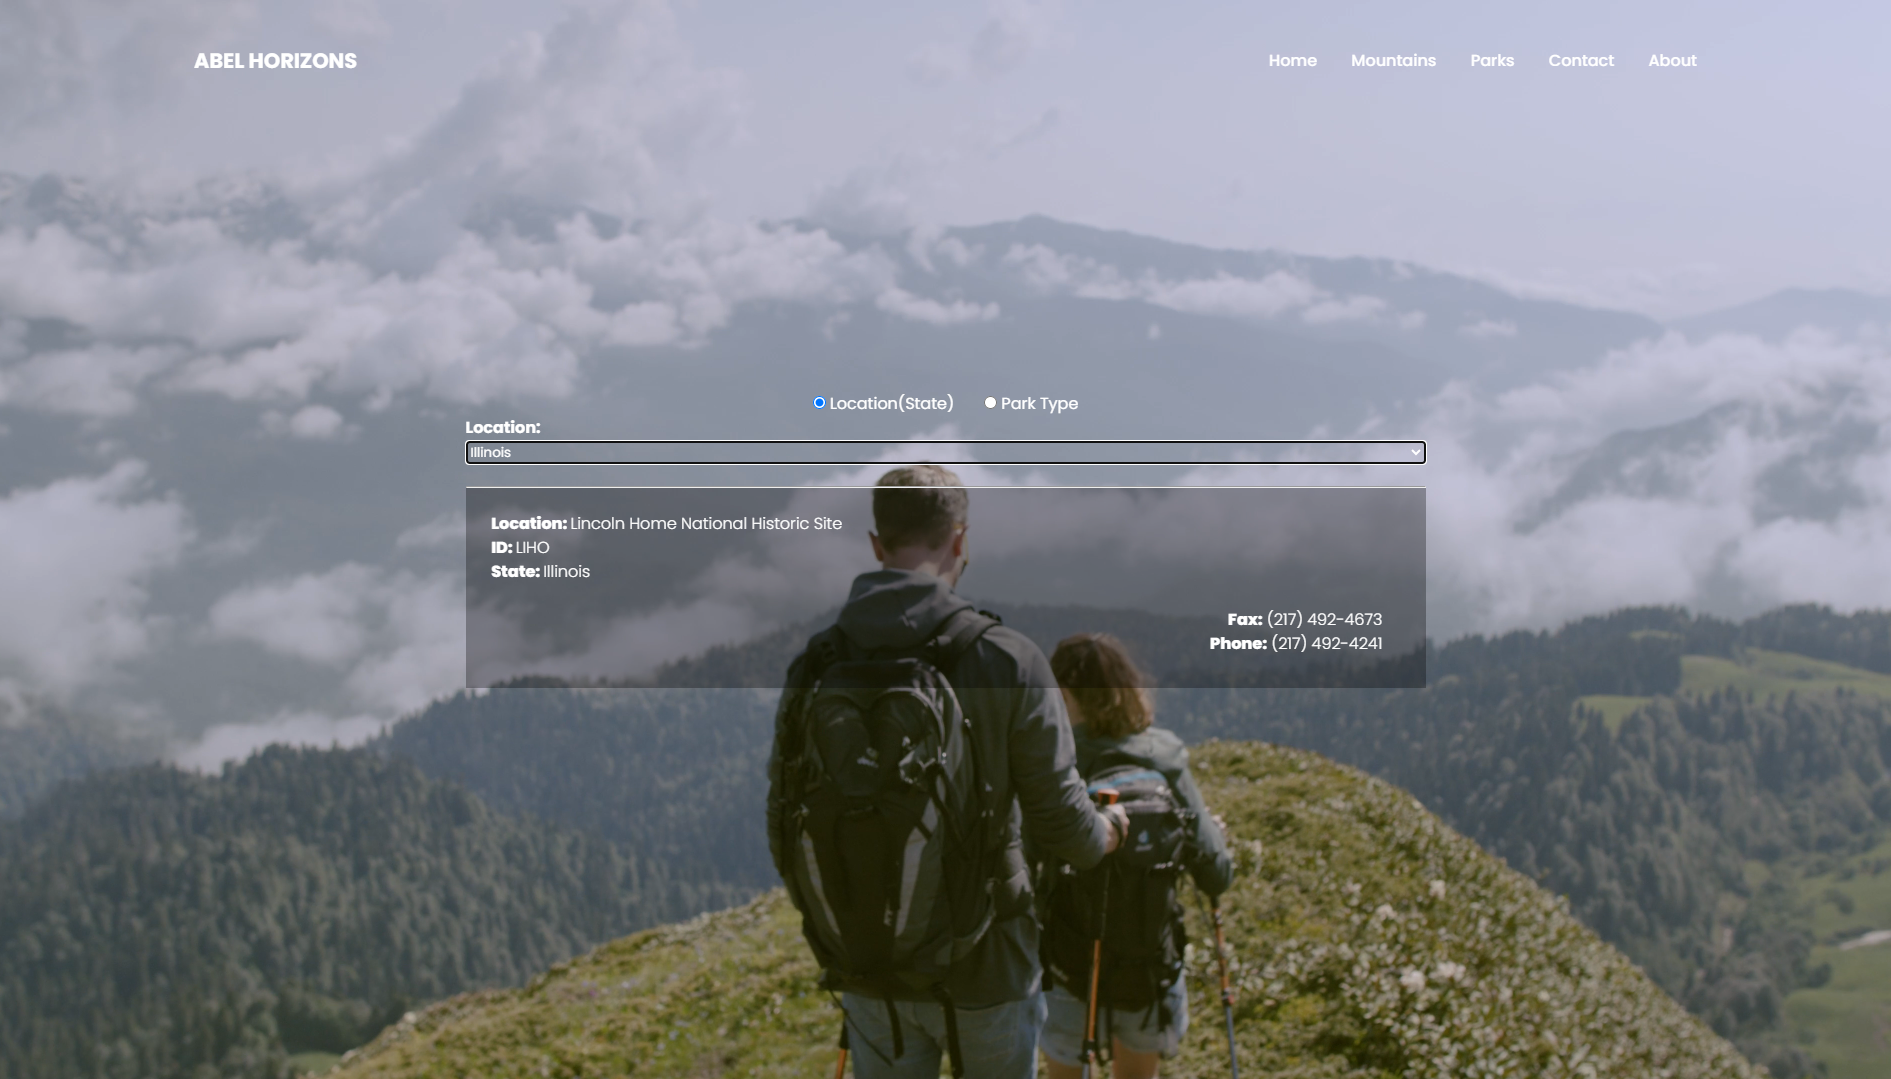 ABEL HORIZONS
Home Mountains Parks Contact About
Location(State) Park Type
Location:
Illinois
Location: Lincoln Home National Historic Site
ID: LIHO
State: Illinois
Fax: (217) 492-4673
Phone: (217) 492-4241